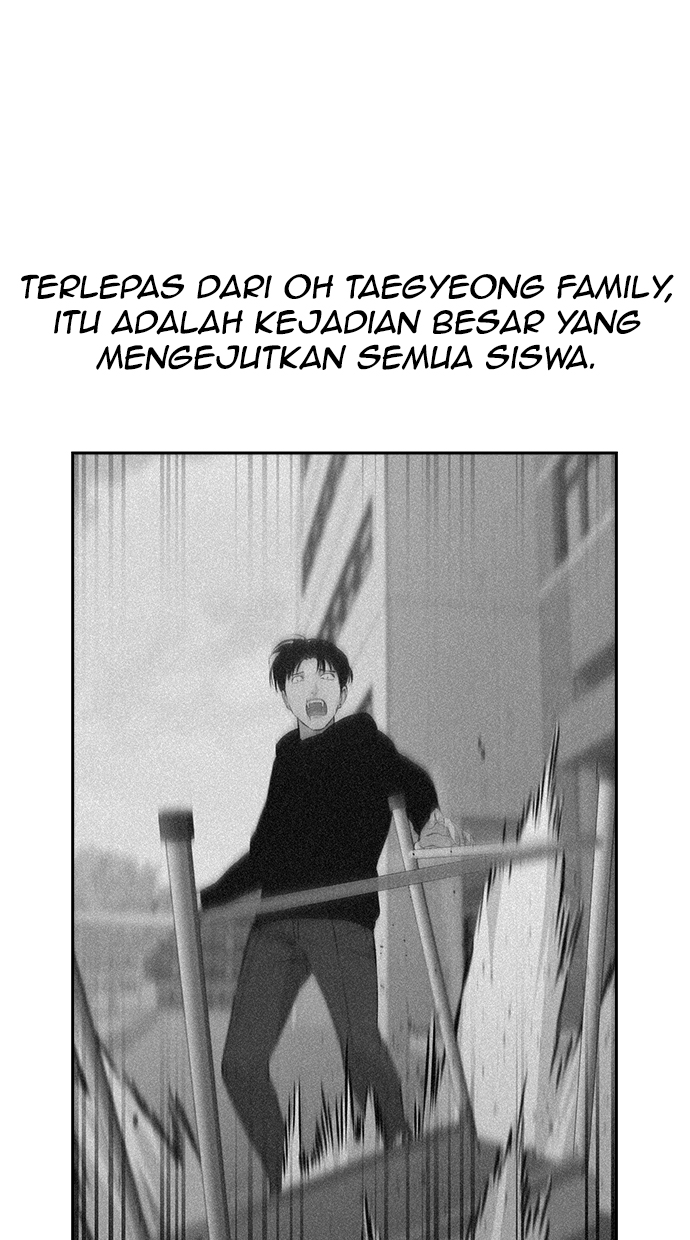 TERLEPAS DARI OH TAEGYEONG FAMILY,
ITU ADALAH KEJADIAN BESAR YANG
MENGEJUTKAN SEMUA SISWA.